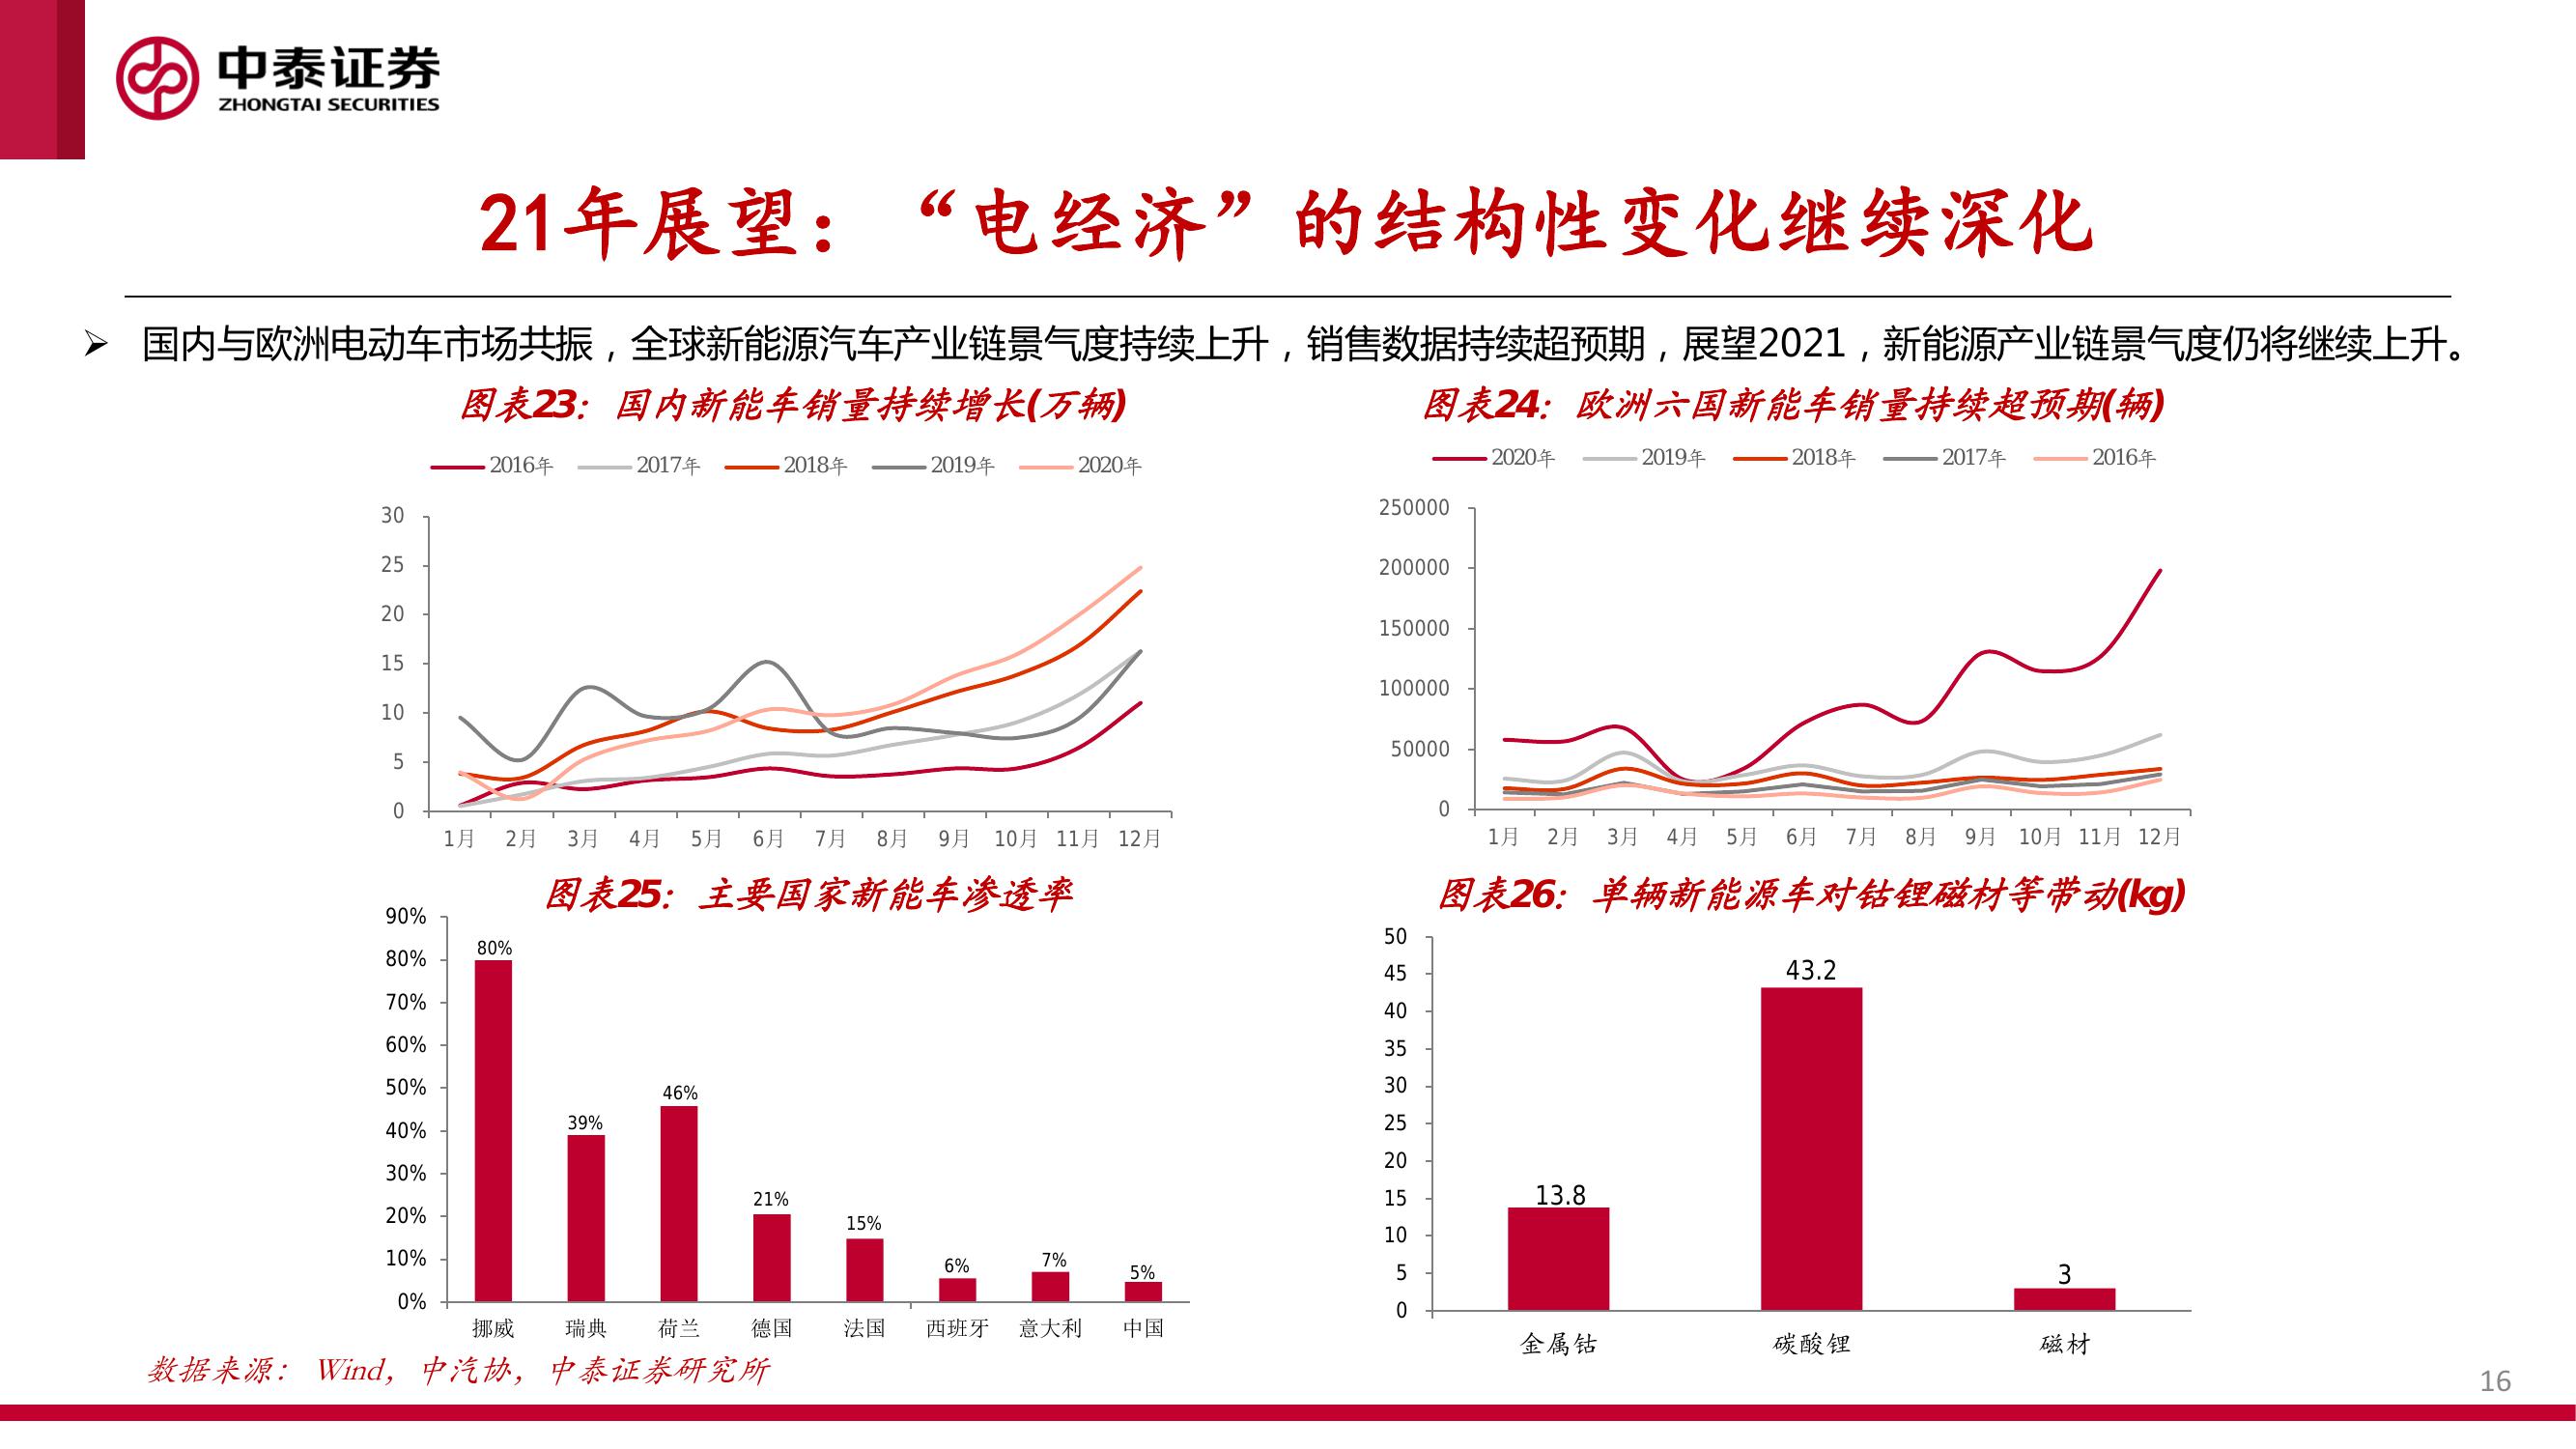 中泰证券
ZHONGTAI SECURITIES
21年展望：“电经济”的结构性变化继续深化
➢ 国内与欧洲电动车市场共振，全球新能源汽车产业链景气度持续上升，销售数据持续超预期，展望2021，新能源产业链景气度仍将继续上升。
图表23：国内新能车销量持续增长(万辆)
2016年 2017年 2018年 2019年 2020年
30
25
20
15
10
5
0
1月 2月 3月 4月 5月 6月 7月 8月 9月 10月 11月 12月
图表24：欧洲六国新能车销量持续超预期(辆)
2020年 2019年 2018年 2017年 2016年
250000
200000
150000
100000
50000
0
1月 2月 3月 4月 5月 6月 7月 8月 9月 10月 11月 12月
图表25：主要国家新能车渗透率
90%
80%
70%
60%
50%
40%
30%
20%
10%
0%
80% 39% 46% 21% 15% 6% 7% 5%
挪威 瑞典 荷兰 德国 法国 西班牙 意大利 中国
图表26：单辆新能源车对钴锂磁材等带动(kg)
50
45
40
35
30
25
20
15
10
5
0
13.8 43.2 3
金属钴 碳酸锂 磁材
数据来源： Wind，中汽协，中泰证券研究所
16